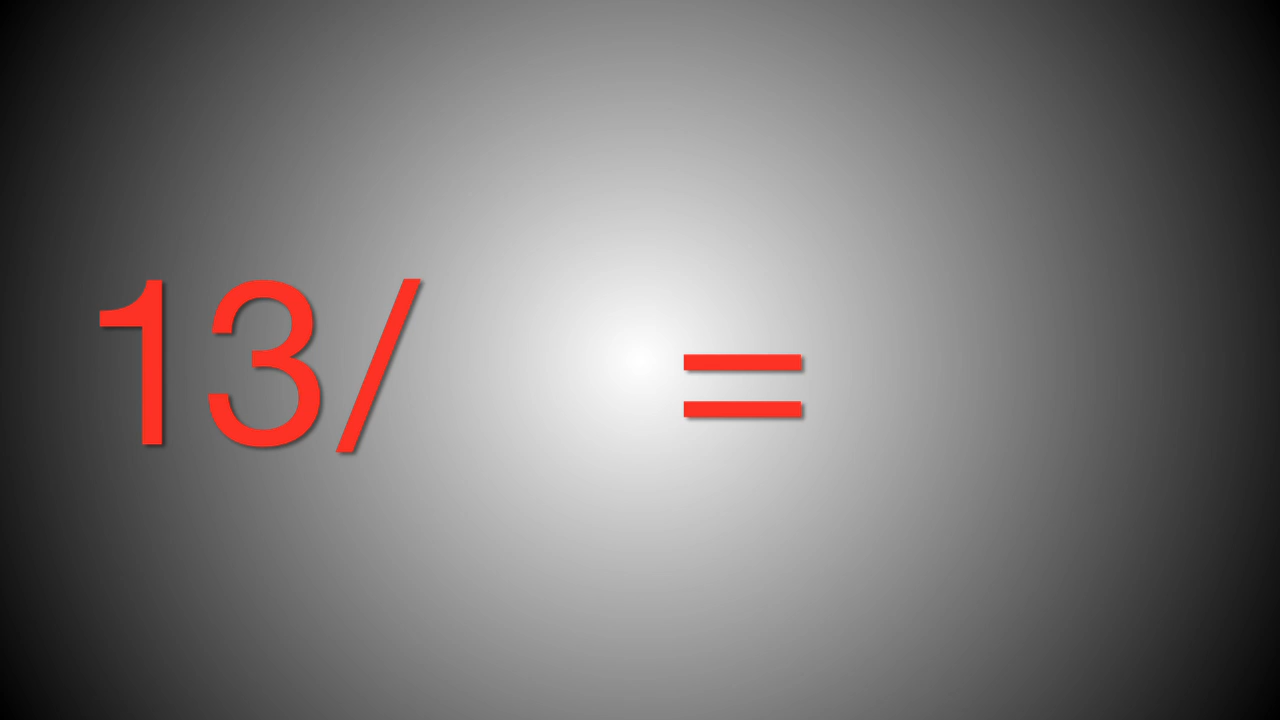 13/ =